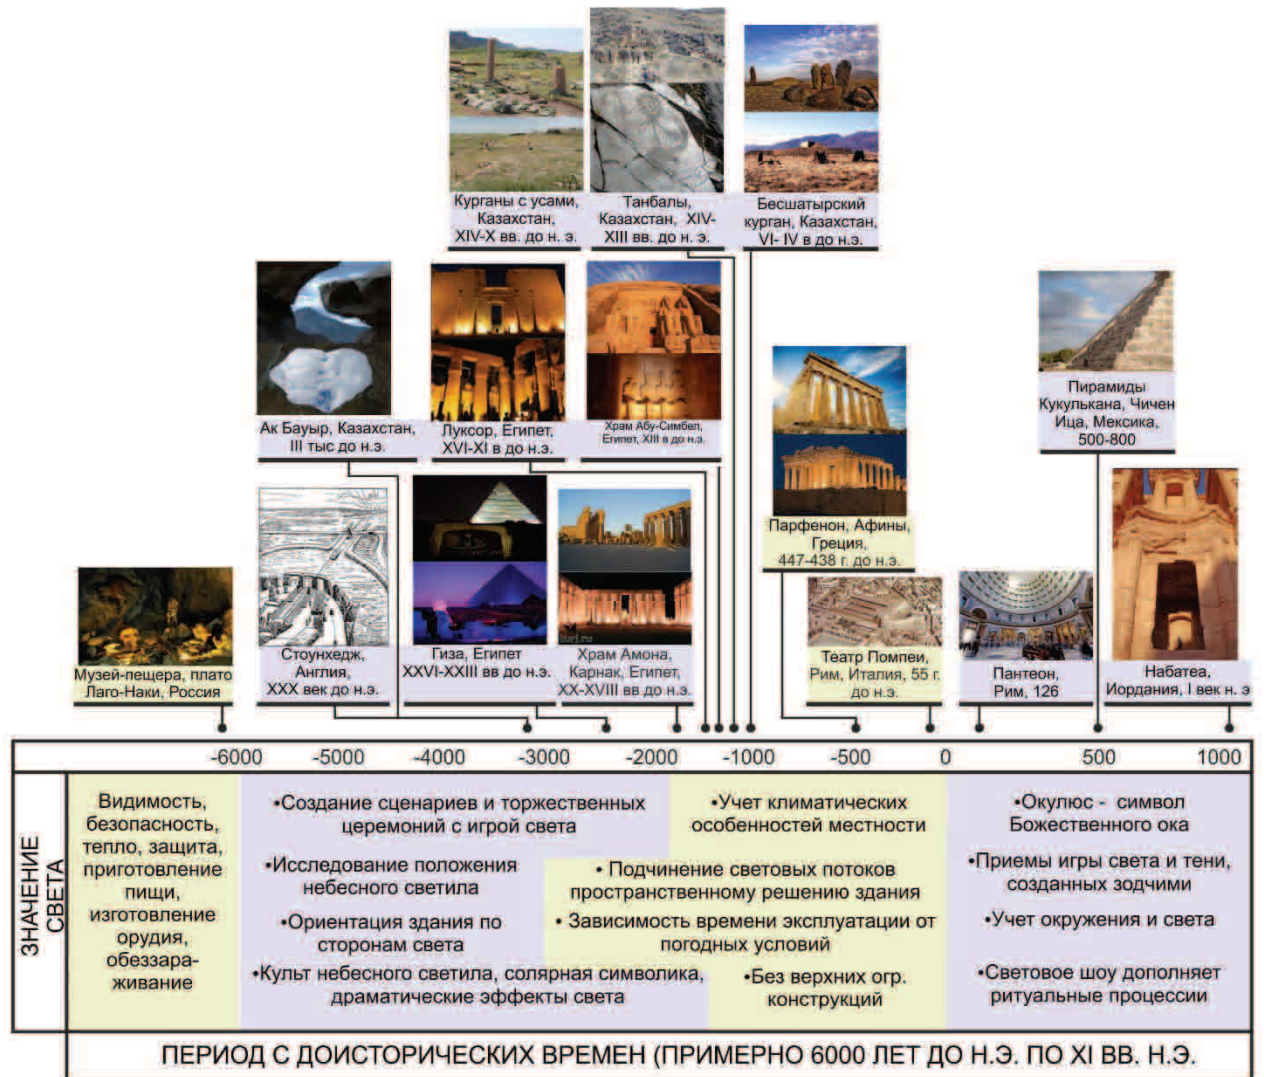 Курганы с усами,
Казахстан,
XIV-X вв. до н. э.
Танбалы,
Казахстан, XIV-
XIII вв. до н. э.
Бесшатырский
курган, Казахстан,
VI- IV в до н.э.
Ак Бауыр, Казахстан,
III тыс до н.э.
Луксор, Египет,
XVI-XI в до н.э.
Храм Абу-Симбел,
Египет, XIII в до н.э.
Пирамиды
Кукулькана, Чичен
Ица, Мексика,
500-800
Парфенон, Афины,
Греция,
447-438 г. до н.э.
Музей-пещера, плато
Лаго-Наки, Россия
Стоунхедж,
Англия,
XXX век до н.э.
Гиза, Египет
XXVI-XXIII вв до н.э.
Храм Амона,
Карнак, Египет,
XX-XVIII вв до н.э.
Театр Помпеи,
Рим, Италия, 55 г.
до н.э.
Пантеон,
Рим, 126
Набатеа,
Иордания, I век н. э
-6000 -5000 -4000 -3000 -2000 -1000 -500 0 500 1000
ЗНАЧЕНИЕ
СВЕТА
Видимость,
безопасность,
тепло, защита,
приготовление
пищи,
изготовление
орудия,
обеззара-
живание
•Создание сценариев и торжественных
церемоний с игрой света
•Исследование положения
небесного светила
•Ориентация здания по
сторонам света
•Культ небесного светила, солярная символика,
драматические эффекты света
•Учет климатических
особенностей местности
• Подчинение световых потоков
пространственному решению здания
• Зависимость времени эксплуатации от
погодных условий
•Без верхних огр.
конструкций
•Окулюс - символ
Божественного ока
•Приемы игры света и тени,
созданных зодчими
•Учет окружения и света
•Световое шоу дополняет
ритуальные процессии
ПЕРИОД С ДОИСТОРИЧЕСКИХ ВРЕМЕН (ПРИМЕРНО 6000 ЛЕТ ДО Н.Э. ПО XI ВВ. Н.Э.